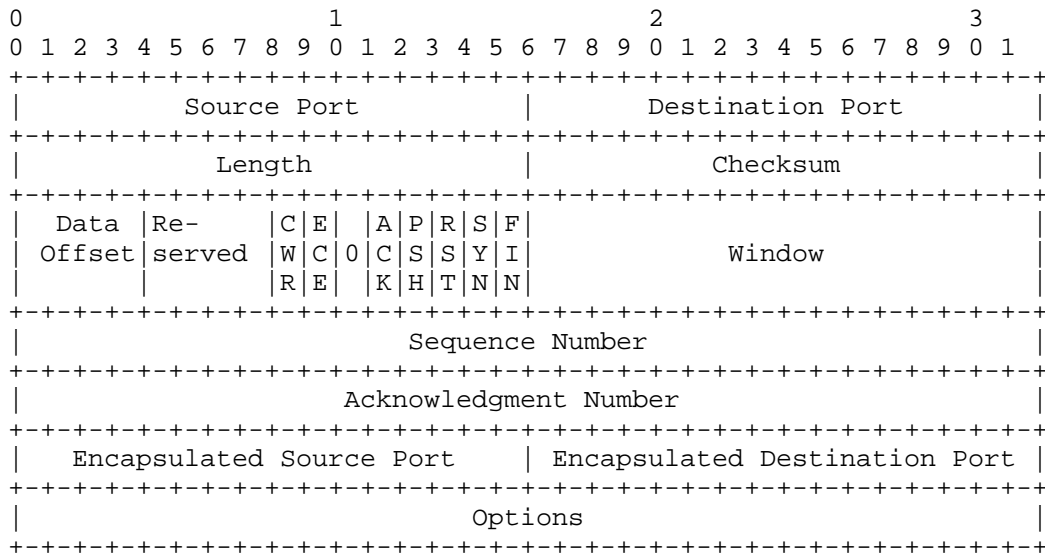 0                   1                   2                   3
0 1 2 3 4 5 6 7 8 9 0 1 2 3 4 5 6 7 8 9 0 1 2 3 4 5 6 7 8 9 0 1
+-+-+-+-+-+-+-+-+-+-+-+-+-+-+-+-+-+-+-+-+-+-+-+-+-+-+-+-+-+-+-+-+
|          Source Port          |       Destination Port        |
+-+-+-+-+-+-+-+-+-+-+-+-+-+-+-+-+-+-+-+-+-+-+-+-+-+-+-+-+-+-+-+-+
|            Length             |           Checksum            |
+-+-+-+-+-+-+-+-+-+-+-+-+-+-+-+-+-+-+-+-+-+-+-+-+-+-+-+-+-+-+-+-+
|  Data |Re-    |C|E| |A|P|R|S|F|                               |
| Offset|served |W|C|0|C|S|S|Y|I|            Window             |
|       |       |R|E| |K|H|T|N|N|                               |
+-+-+-+-+-+-+-+-+-+-+-+-+-+-+-+-+-+-+-+-+-+-+-+-+-+-+-+-+-+-+-+-+
|                        Sequence Number                        |
+-+-+-+-+-+-+-+-+-+-+-+-+-+-+-+-+-+-+-+-+-+-+-+-+-+-+-+-+-+-+-+-+
|                    Acknowledgment Number                      |
+-+-+-+-+-+-+-+-+-+-+-+-+-+-+-+-+-+-+-+-+-+-+-+-+-+-+-+-+-+-+-+-+
|   Encapsulated Source Port    | Encapsulated Destination Port |
+-+-+-+-+-+-+-+-+-+-+-+-+-+-+-+-+-+-+-+-+-+-+-+-+-+-+-+-+-+-+-+-+
|                            Options                            |
+-+-+-+-+-+-+-+-+-+-+-+-+-+-+-+-+-+-+-+-+-+-+-+-+-+-+-+-+-+-+-+-+